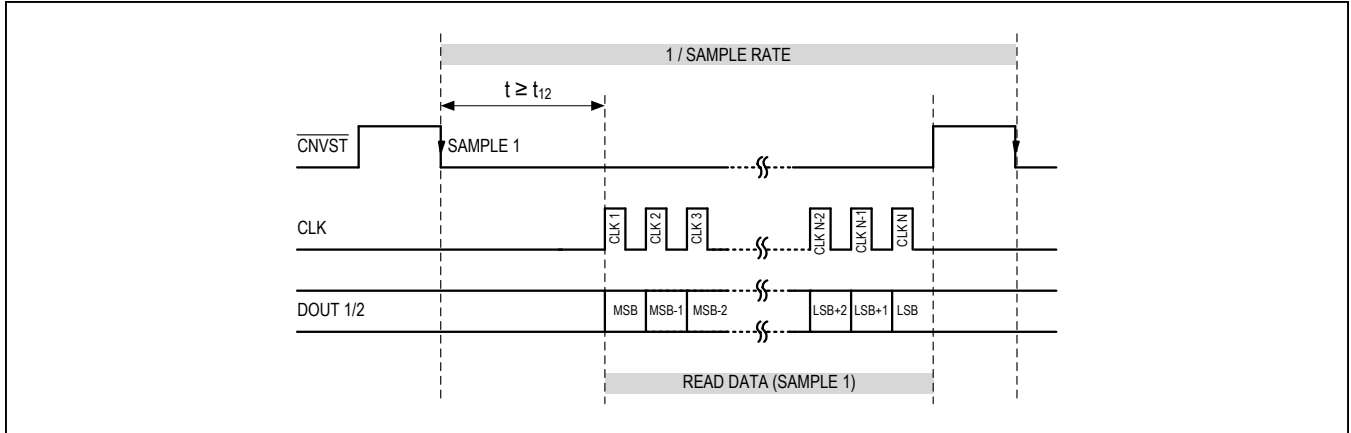 1 / SAMPLE RATE
t ≥ t12
CNVST
SAMPLE 1
CLK
CLK 1
CLK 2
CLK 3
CLK N-2
CLK N-1
CLK N
DOUT 1/2
MSB
MSB-1
MSB-2
LSB+2
LSB+1
LSB
READ DATA (SAMPLE 1)